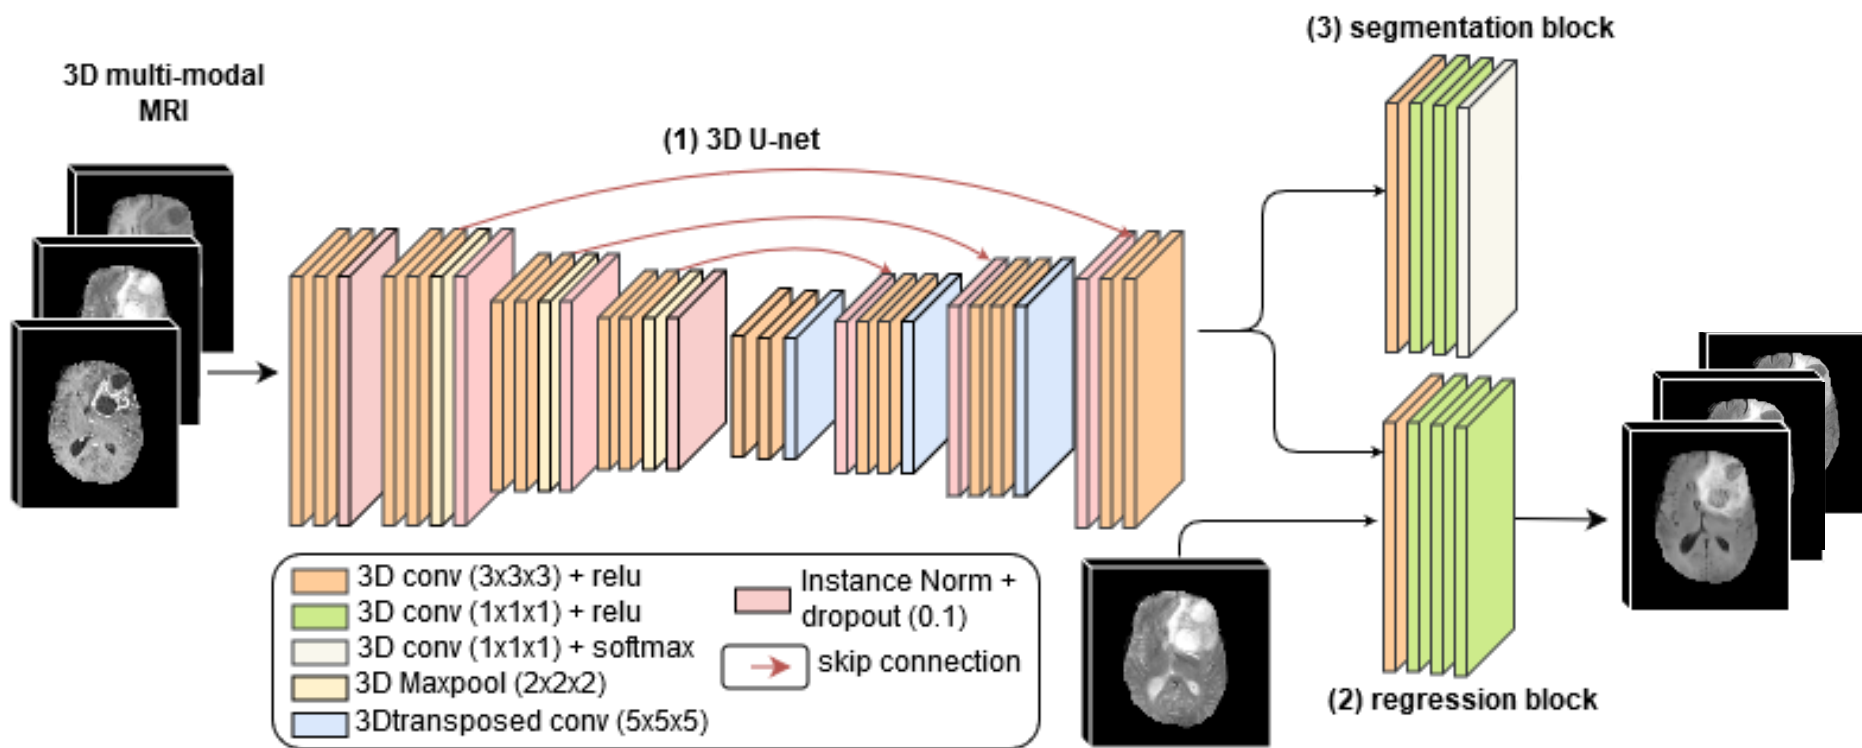 3D multi-modal
MRI
(1) 3D U-net
(3) segmentation block
3D conv (3x3x3) + relu
3D conv (1x1x1) + relu
3D conv (1x1x1) + softmax
3D Maxpool (2x2x2)
3Dtransposed conv (5x5x5)
Instance Norm +
dropout (0.1)
skip connection
(2) regression block